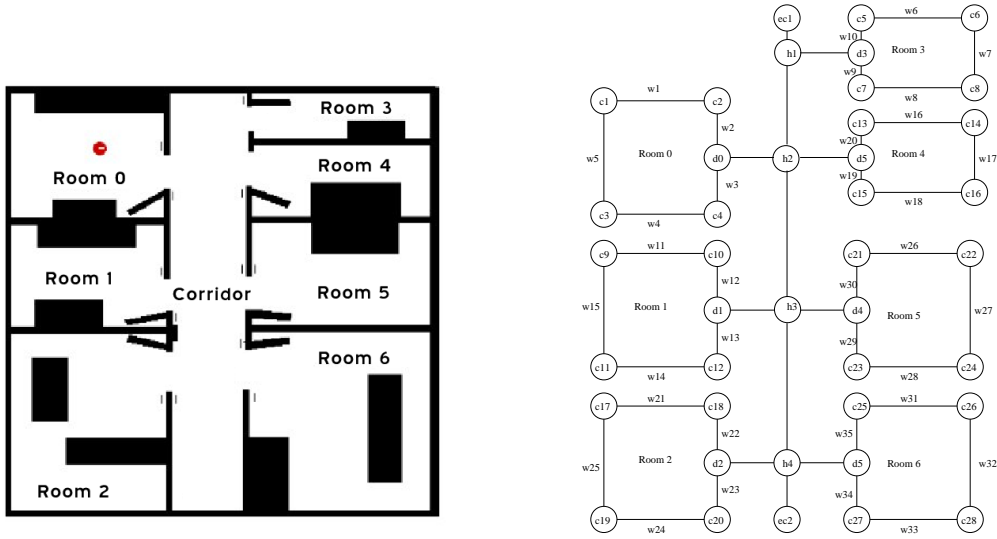 Room 3
Room 4
Room 0
Room 1
Corridor
Room 5
Room 6
Room 2
ec1
c5
w6
c6
w10
h1
d3
Room 3
w7
w9
c7
w8
c8
c1
w1
c2
w2
w5
Room 0
d0
h2
w3
c3
w4
c4
c13
w16
c14
w20
d5
Room 4
w17
w19
c15
w18
c16
c9
w11
c10
w12
w15
Room 1
d1
h3
w13
c11
w14
c12
c21
w26
c22
w30
d4
Room 5
w27
w29
c23
w28
c24
c17
w21
c18
w22
w25
Room 2
d2
h4
w23
c19
w24
c20
ec2
c25
w31
c26
w35
d5
Room 6
w32
w34
c27
w33
c28